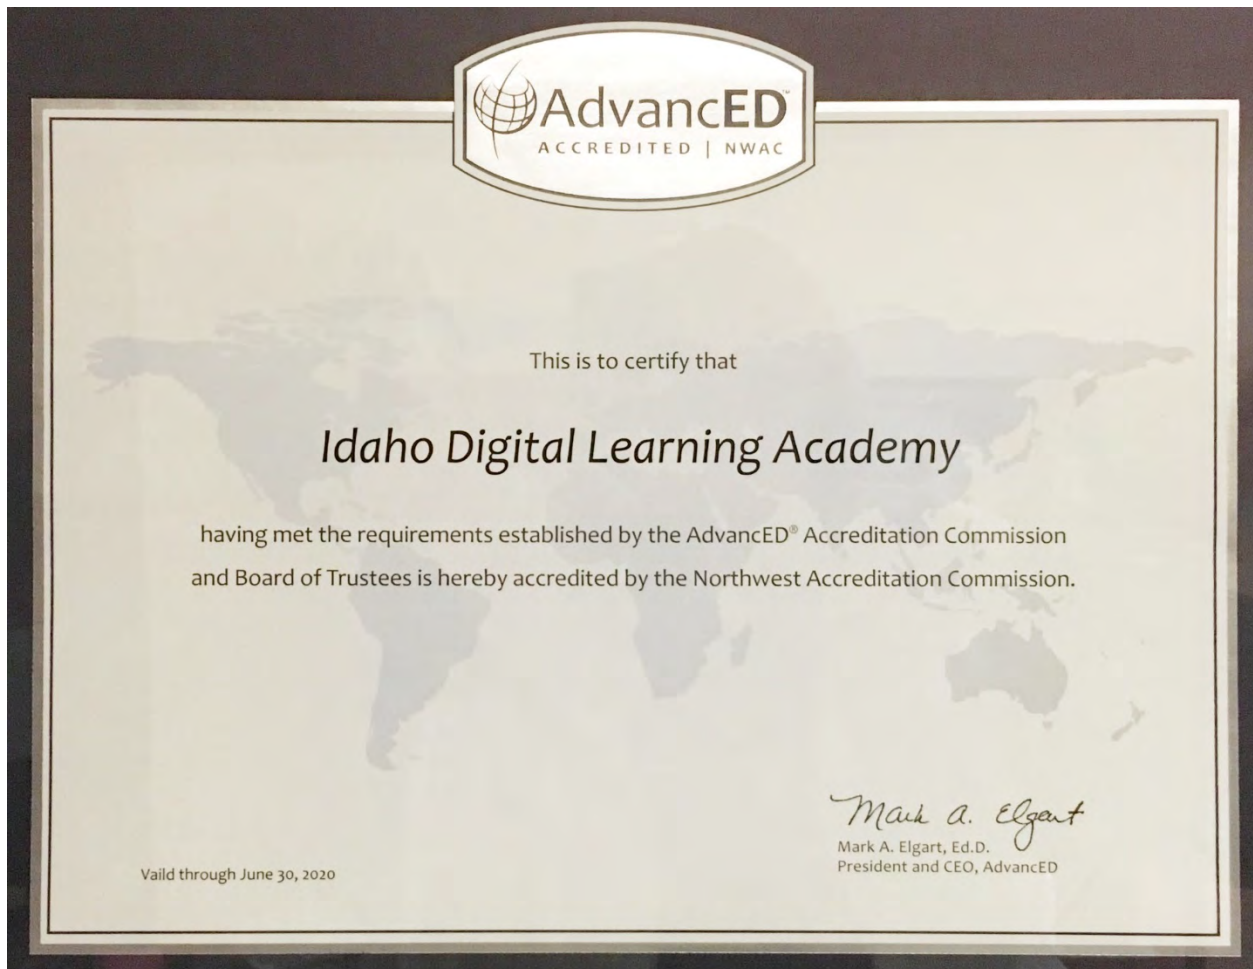 AdvancED™
ACCREDITED | NWAC
This is to certify that
Idaho Digital Learning Academy
having met the requirements established by the AdvancED® Accreditation Commission
and Board of Trustees is hereby accredited by the Northwest Accreditation Commission.
Mark A. Elgart
Mark A. Elgart, Ed.D.
President and CEO, AdvancED
Vaild through June 30, 2020